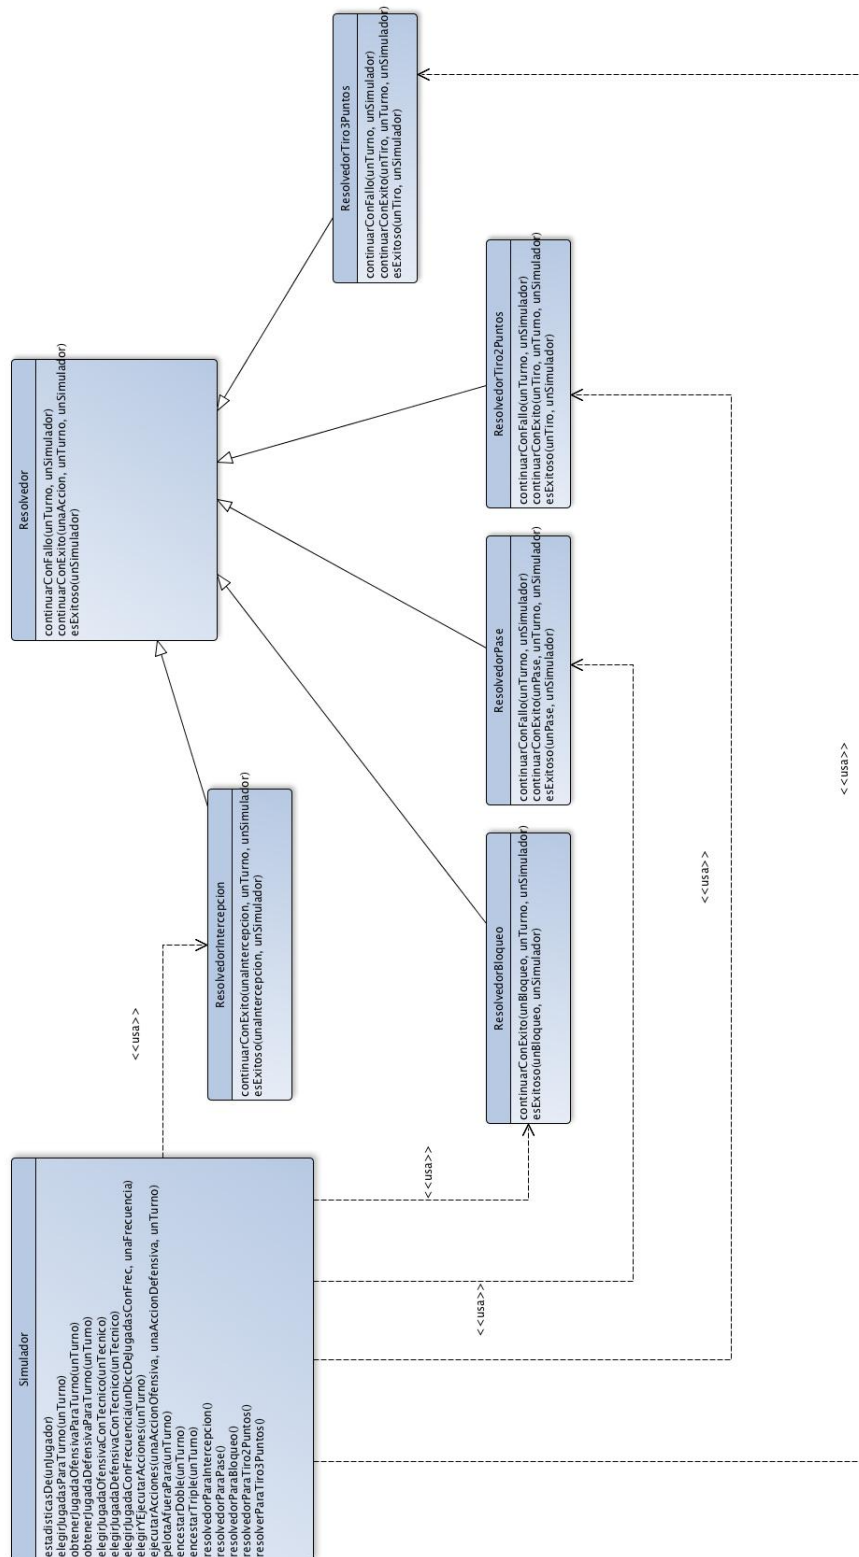 Resolvedor
continuarConFallo(unTurno, unSimulador)
continuarConExito(unaAccion, unTurno, unSimulador)
esExitoso(unSimulador)
ResolvedorTiro3Puntos
continuarConFallo(unTurno, unSimulador)
continuarConExito(unTiro, unTurno, unSimulador)
esExitoso(unTiro, unSimulador)
ResolvedorTiro2Puntos
continuarConFallo(unTurno, unSimulador)
continuarConExito(unTiro, unTurno, unSimulador)
esExitoso(unTiro, unSimulador)
ResolvedorPase
continuarConFallo(unTurno, unSimulador)
continuarConExito(unPase, unTurno, unSimulador)
esExitoso(unPase, unSimulador)
ResolvedorIntercepcion
continuarConExito(unaIntercepcion, unTurno, unSimulador)
esExitoso(unaIntercepcion, unSimulador)
ResolvedorBloqueo
continuarConExito(unBloqueo, unTurno, unSimulador)
esExitoso(unBloqueo, unSimulador)
Simulador
estadisticasDe(unJugador)
elegirJugadasParaTurno(unTurno)
obtenerJugadaOfensivaParaTurno(unTurno)
obtenerJugadaDefensivaParaTurno(unTurno)
elegirJugadaOfensivaConTecnico(unTecnico)
elegirJugadaDefensivaConTecnico(unTecnico)
elegirJugadaConFrecuencia(unDiccDeJugadasConFrec, unaFrecuencia)
elegirYEjecutarAcciones(unTurno)
ejecutarAcciones(unaAccionOfensiva, unaAccionDefensiva, unTurno)
pelotaAfueraPara(unTurno)
encestarDoble(unTurno)
encestarTriple(unTurno)
resolvedorParaIntercepcion()
resolvedorParaPase()
resolvedorParaBloqueo()
resolvedorParaTiro2Puntos()
resolverParaTiro3Puntos()
<<usa>>
<<usa>>
<<usa>>
<<usa>>
<<usa>>